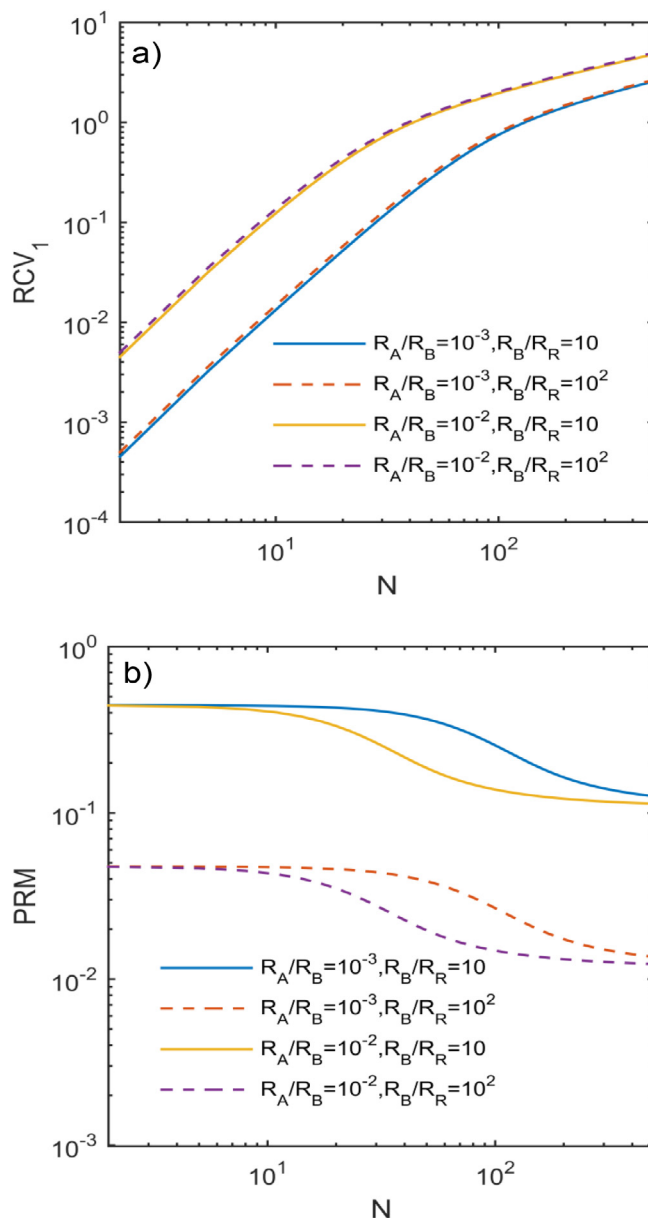 a)
10^1
10^0
10^-1
10^-2
10^-3
10^-4
RCV_1
R_A/R_B=10^-3,R_B/R_R=10
R_A/R_B=10^-3,R_B/R_R=10^2
R_A/R_B=10^-2,R_B/R_R=10
R_A/R_B=10^-2,R_B/R_R=10^2
10^1 10^2
N
b)
10^0
10^-1
10^-2
10^-3
PRM
R_A/R_B=10^-3,R_B/R_R=10
R_A/R_B=10^-3,R_B/R_R=10^2
R_A/R_B=10^-2,R_B/R_R=10
R_A/R_B=10^-2,R_B/R_R=10^2
10^1 10^2
N